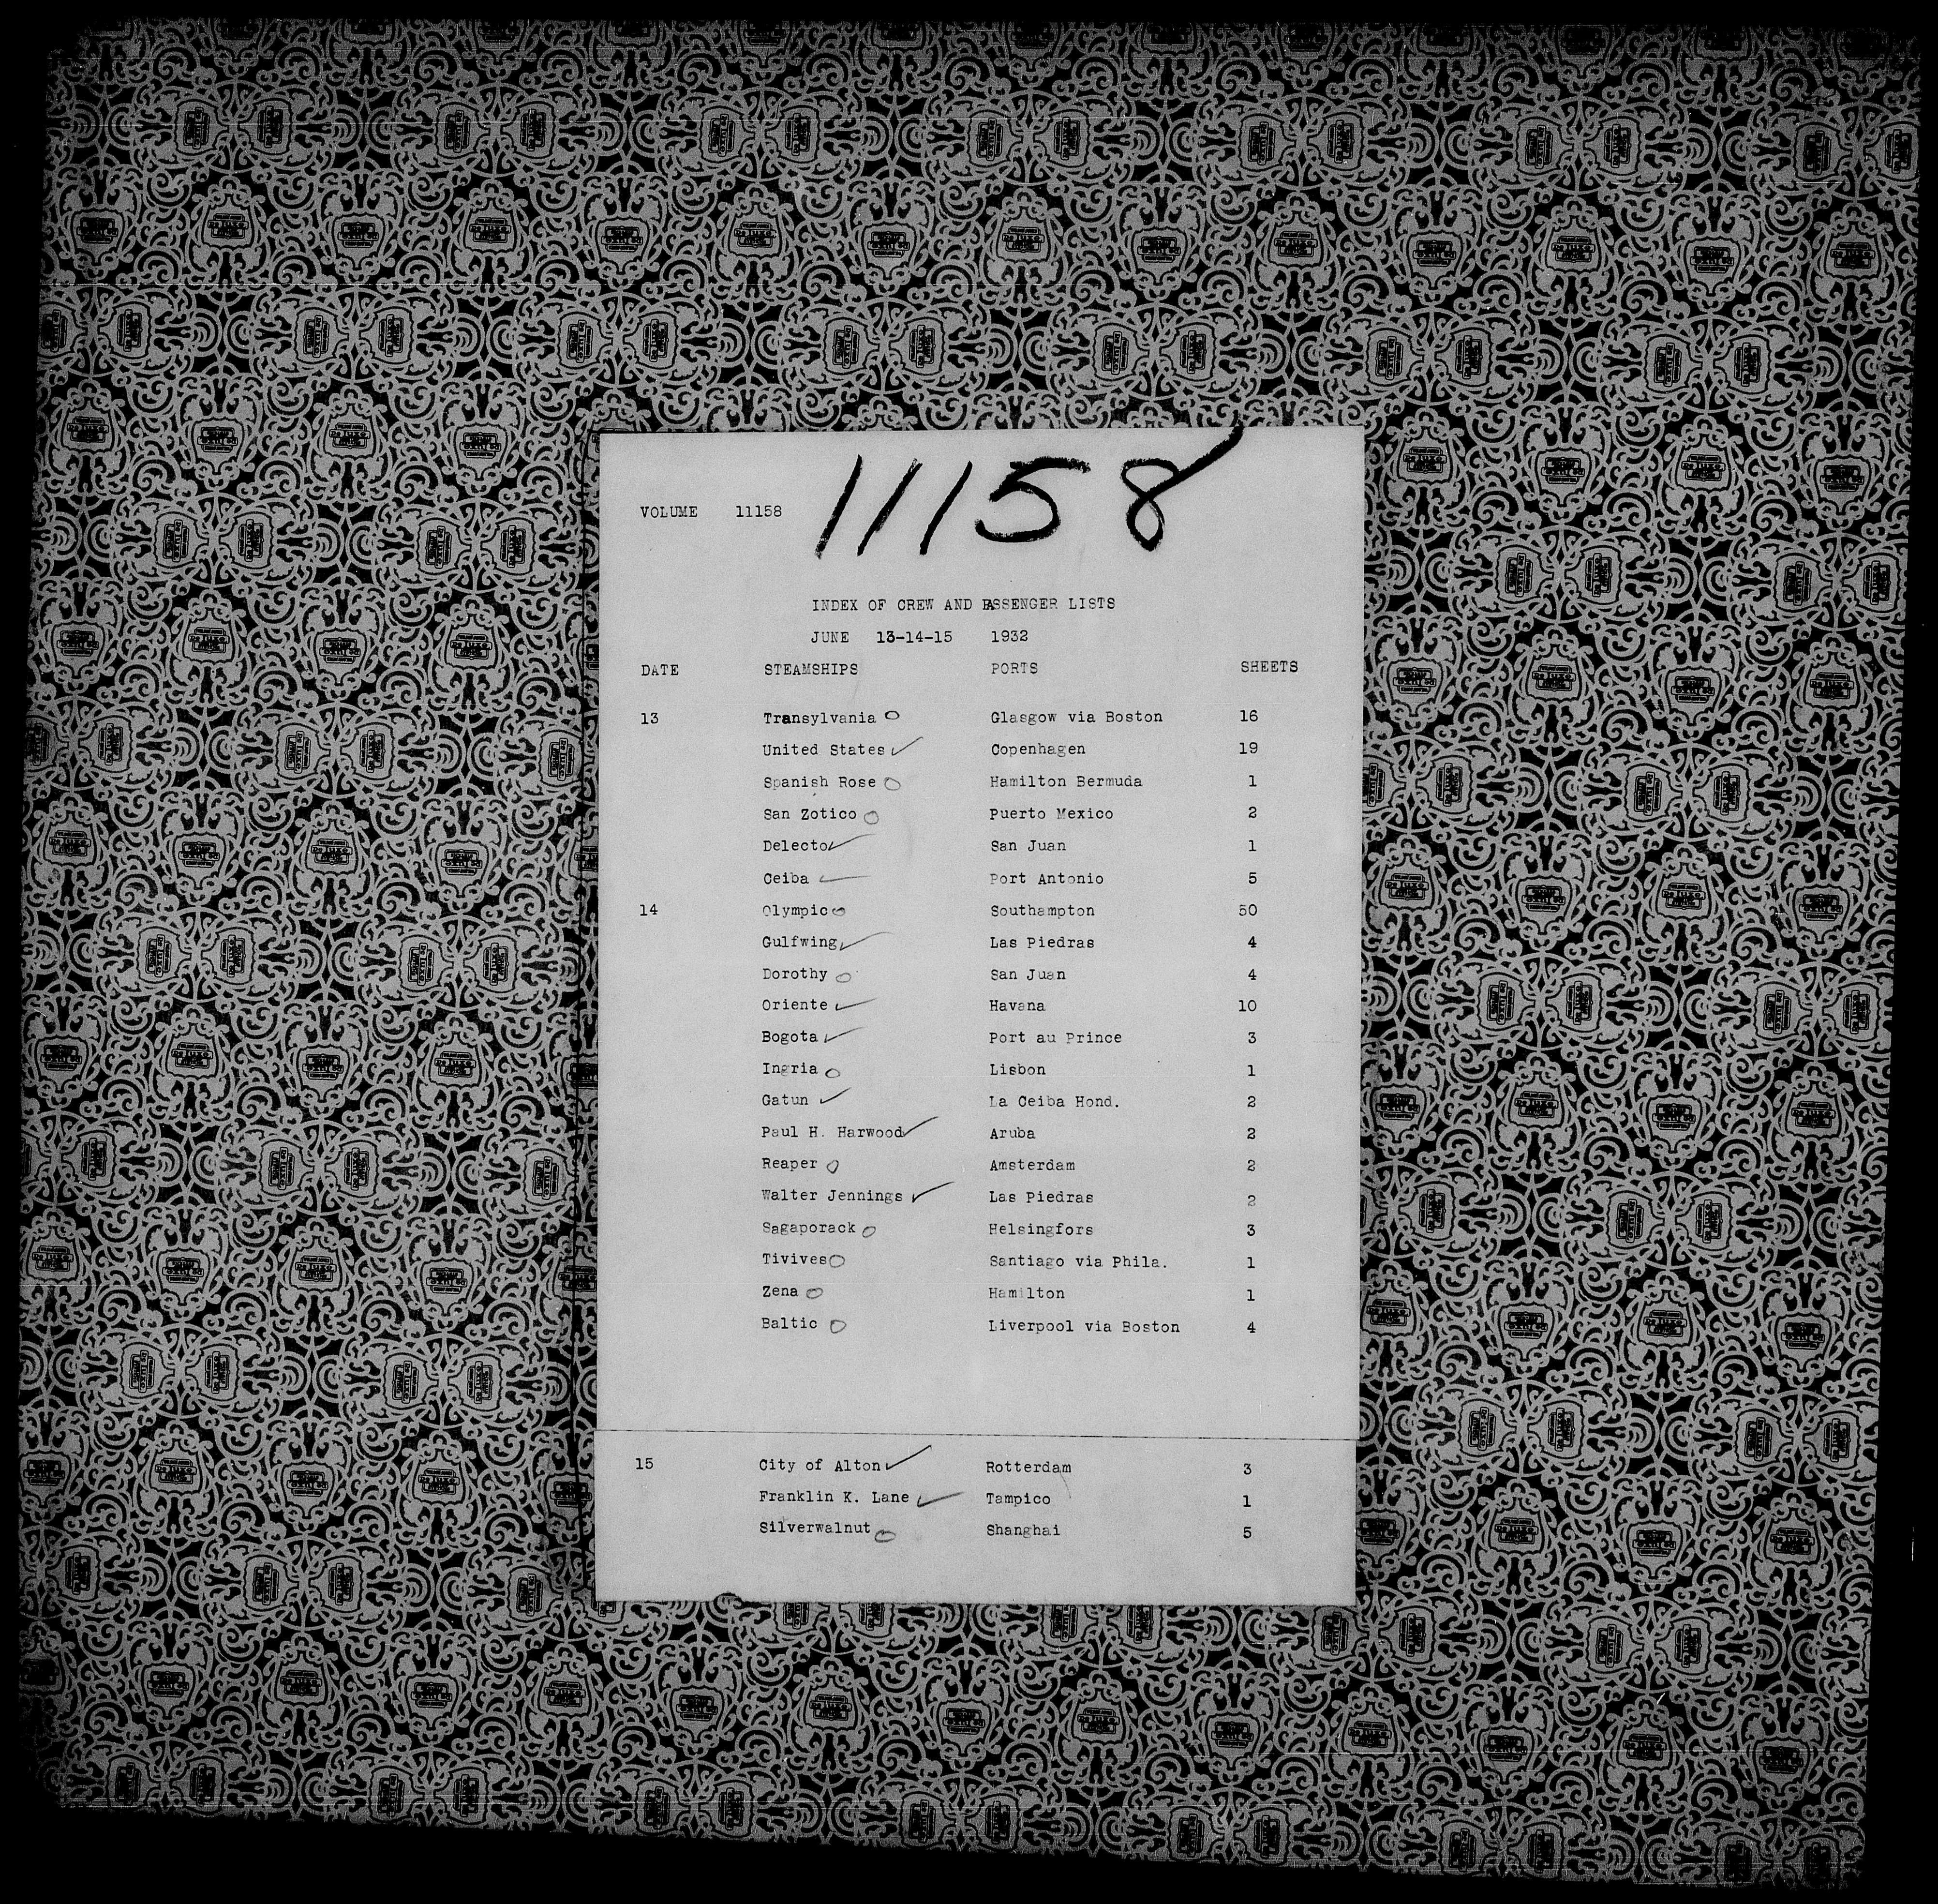 11158
VOLUME 11158
INDEX OF CREW AND PASSENGER LISTS
JUNE 13-14-15 1932
DATE STEAMSHIPS PORTS SHEETS
13 Transylvania Glasgow via Boston 16
United States Copenhagen 19
Spanish Rose Hamilton Bermuda 1
San Zotico Puerto Mexico 2
Delecto San Juan 1
Ceiba Port Antonio 5
14 Olympic Southampton 50
Gulfwing Las Piedras 4
Dorothy San Juan 4
Oriente Havana 10
Bogota Port au Prince 3
Ingria Lisbon 1
Gatun La Ceiba Hond. 2
Paul H. Harwood Aruba 2
Reaper Amsterdam 2
Walter Jennings Las Piedras 2
Sagaporack Helsingfors 3
Tivives Santiago via Phila. 1
Zena Hamilton 1
Baltic Liverpool via Boston 4
15 City of Alton Rotterdam 3
Franklin K. Lane Tampico 1
Silverwalnut Shanghai 5